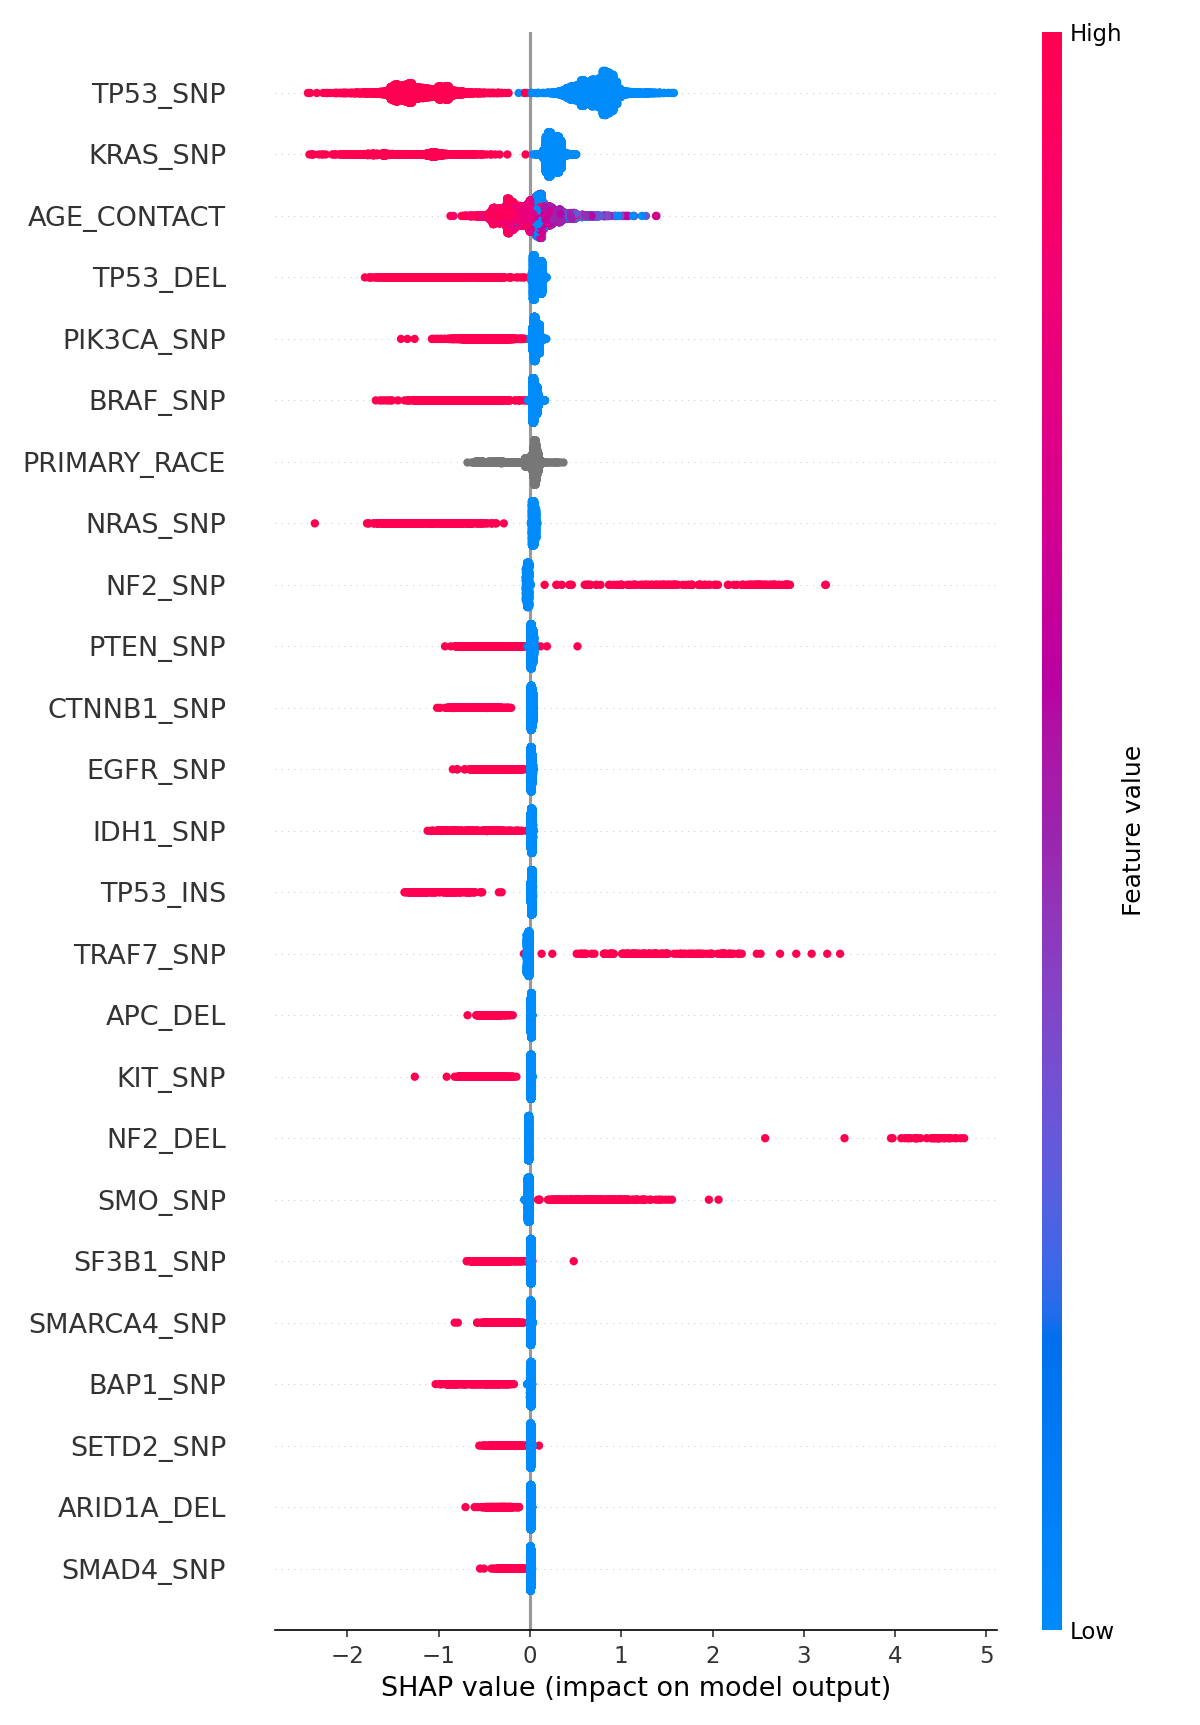 High
TP53_SNP
KRAS_SNP
AGE_CONTACT
TP53_DEL
PIK3CA_SNP
BRAF_SNP
PRIMARY_RACE
NRAS_SNP
NF2_SNP
PTEN_SNP
CTNNB1_SNP
EGFR_SNP
IDH1_SNP
TP53_INS
TRAF7_SNP
APC_DEL
KIT_SNP
NF2_DEL
SMO_SNP
SF3B1_SNP
SMARCA4_SNP
BAP1_SNP
SETD2_SNP
ARID1A_DEL
SMAD4_SNP
Feature value
Low
−2 −1 0 1 2 3 4 5
SHAP value (impact on model output)